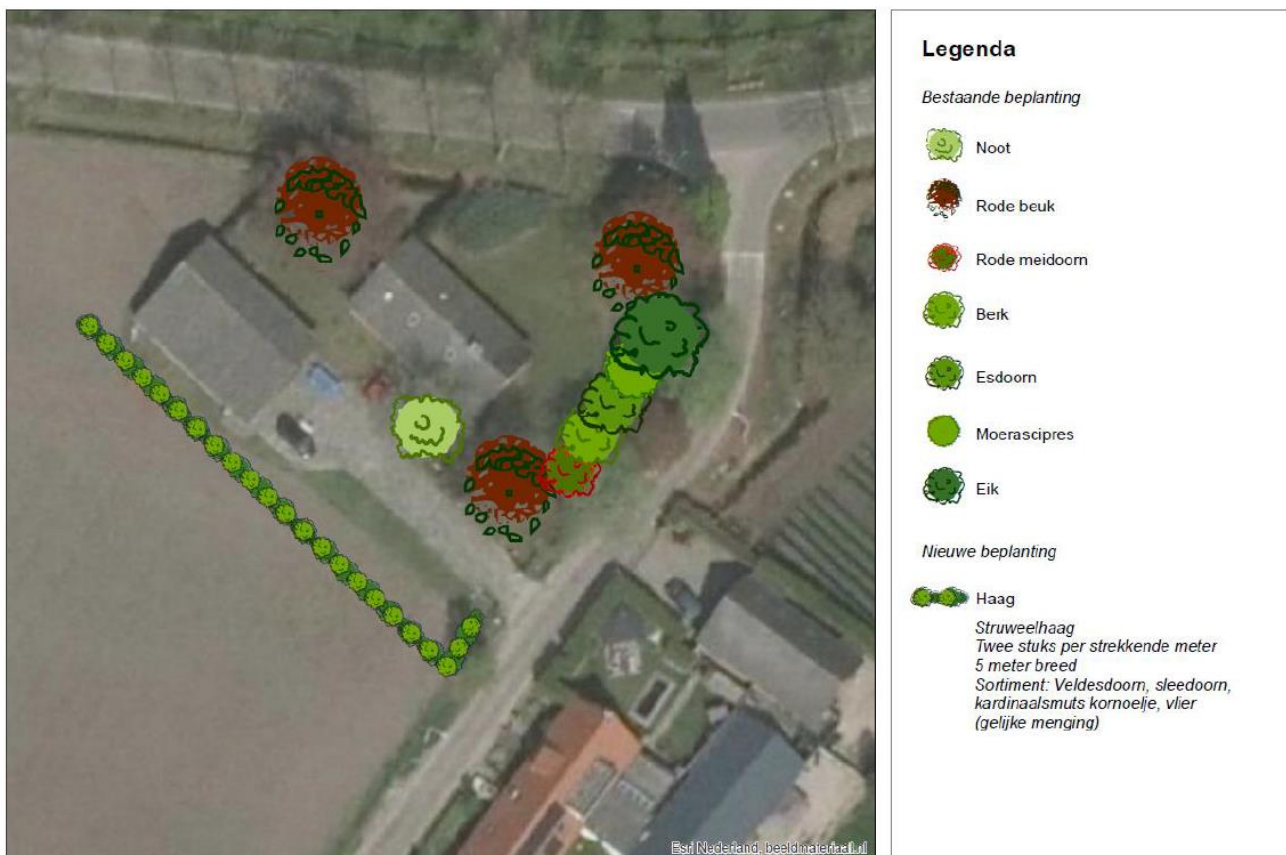 Legenda
Bestaande beplanting
Noot
Rode beuk
Rode meidoorn
Berk
Esdoorn
Moerascipres
Eik
Nieuwe beplanting
Haag
Struweelhaag
Twee stuks per strekkende meter
5 meter breed
Sortiment: Veldesdoorn, sleedoorn,
kardinaalsmuts kornoelje, vlier
(gelijke menging)
Esri Nederland, beeldmateriaal.nl